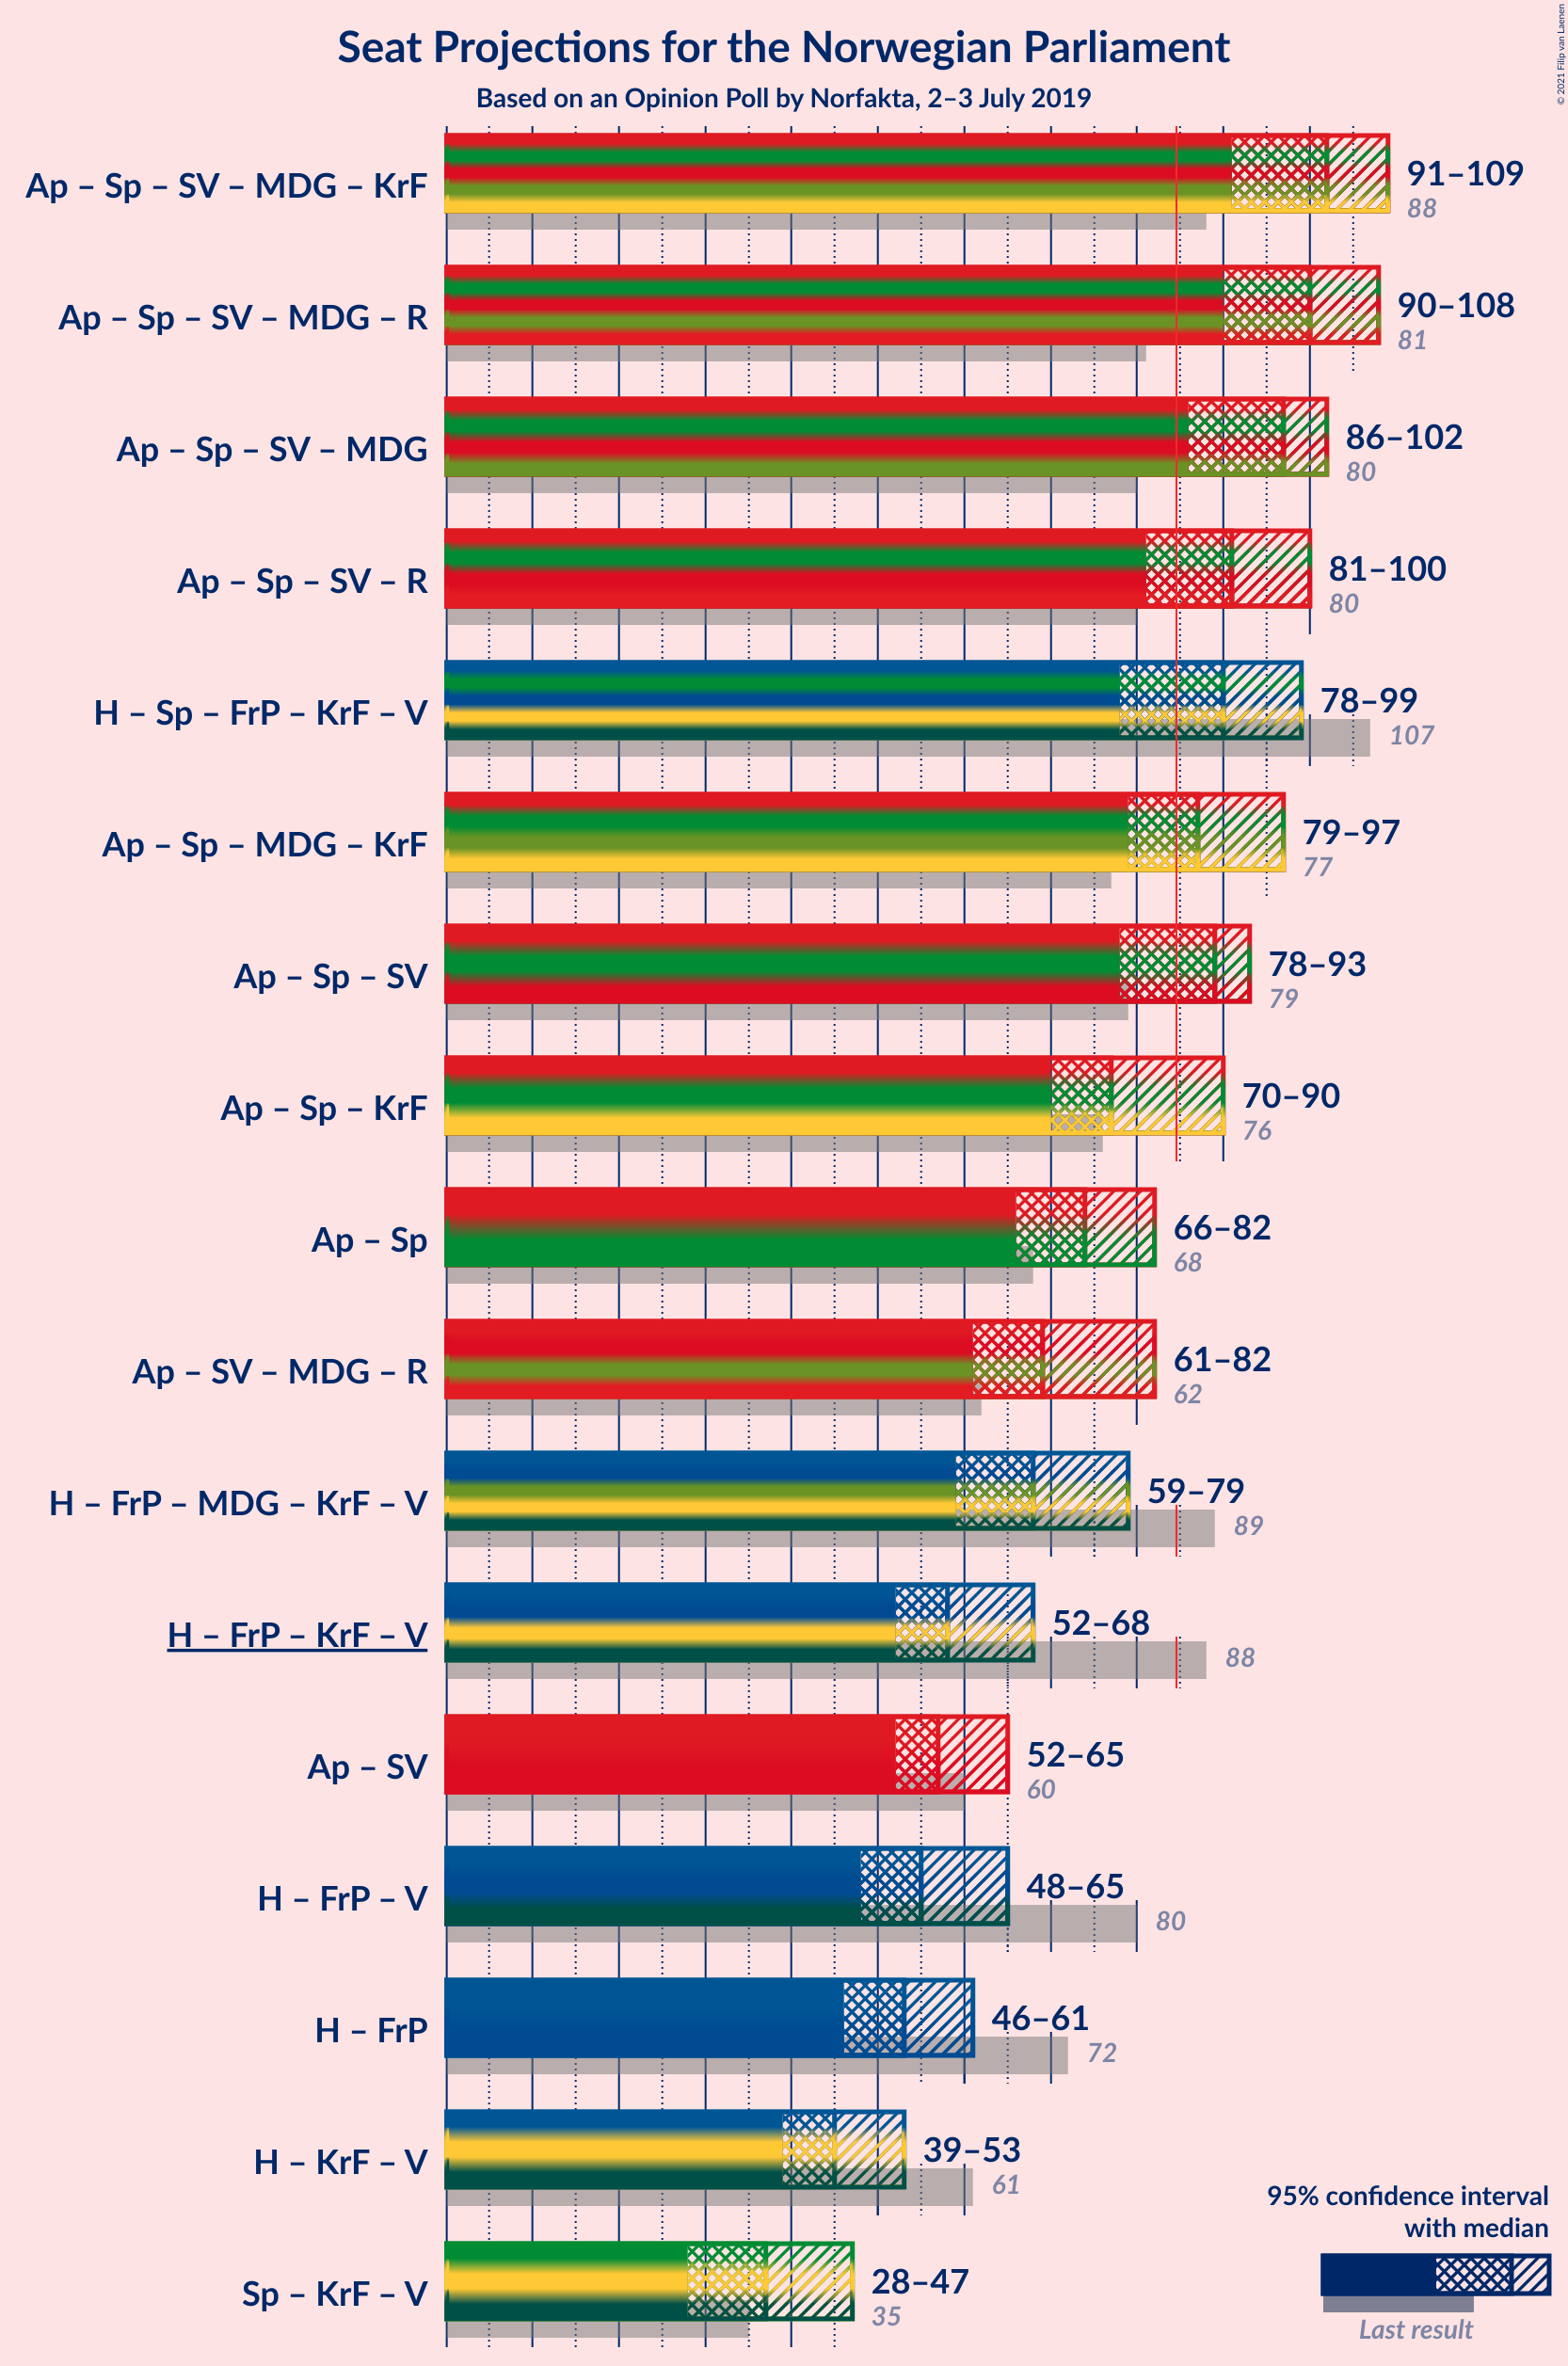 Seat Projections for the Norwegian Parliament
Based on an Opinion Poll by Norfakta, 2–3 July 2019
© 2021 Filip van Laenen
Ap – Sp – SV – MDG – KrF
91–109
88
Ap – Sp – SV – MDG – R
90–108
81
Ap – Sp – SV – MDG
86–102
80
Ap – Sp – SV – R
81–100
80
H – Sp – FrP – KrF – V
78–99
107
Ap – Sp – MDG – KrF
79–97
77
Ap – Sp – SV
78–93
79
Ap – Sp – KrF
70–90
76
Ap – Sp
66–82
68
Ap – SV – MDG – R
61–82
62
H – FrP – MDG – KrF – V
59–79
89
H – FrP – KrF – V
52–68
88
Ap – SV
52–65
60
H – FrP – V
48–65
80
H – FrP
46–61
72
H – KrF – V
39–53
61
Sp – KrF – V
28–47
35
95% confidence interval
with median
Last result